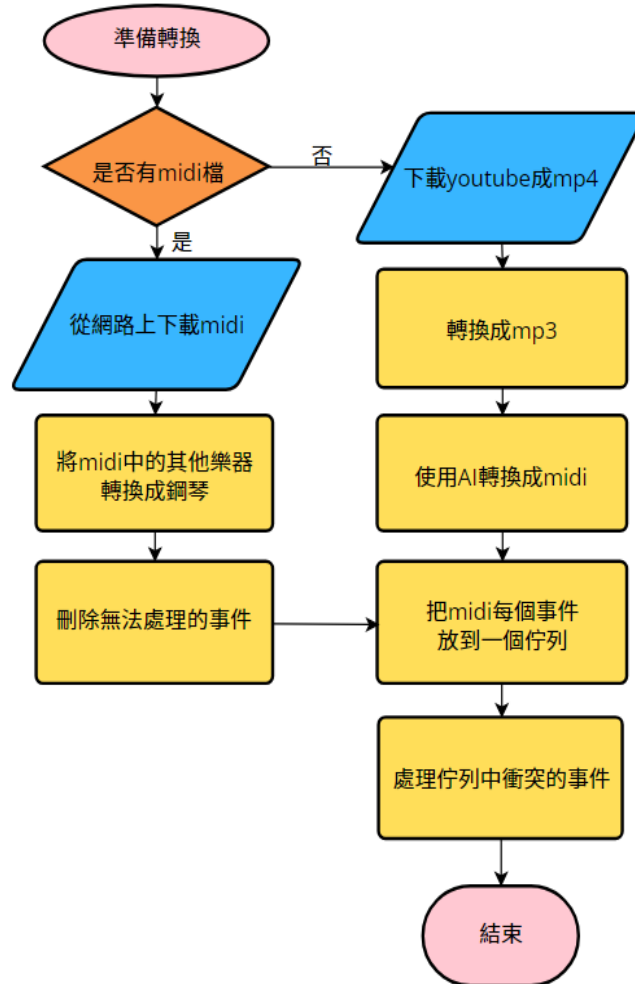 準備轉換
是否有midi檔
否
下載youtube成mp4
是
從網路上下載midi
轉換成mp3
將midi中的其他樂器
轉換成鋼琴
使用AI轉換成midi
刪除無法處理的事件
把midi每個事件
放到一個佇列
處理佇列中衝突的事件
結束